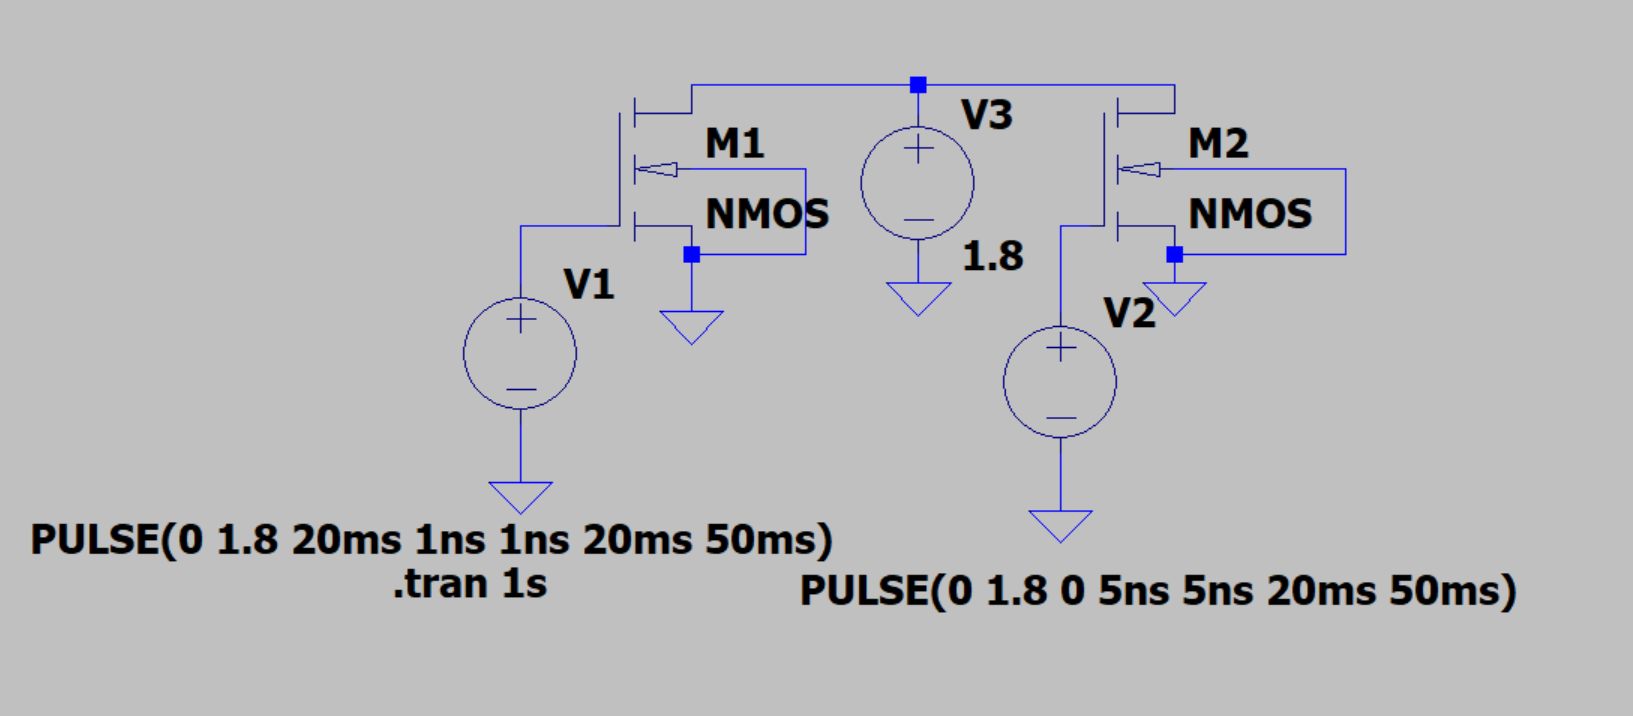 V3
M1
M2
NMOS
NMOS
1.8
V1
V2
PULSE(0 1.8 20ms 1ns 1ns 20ms 50ms)
.tran 1s
PULSE(0 1.8 0 5ns 5ns 20ms 50ms)